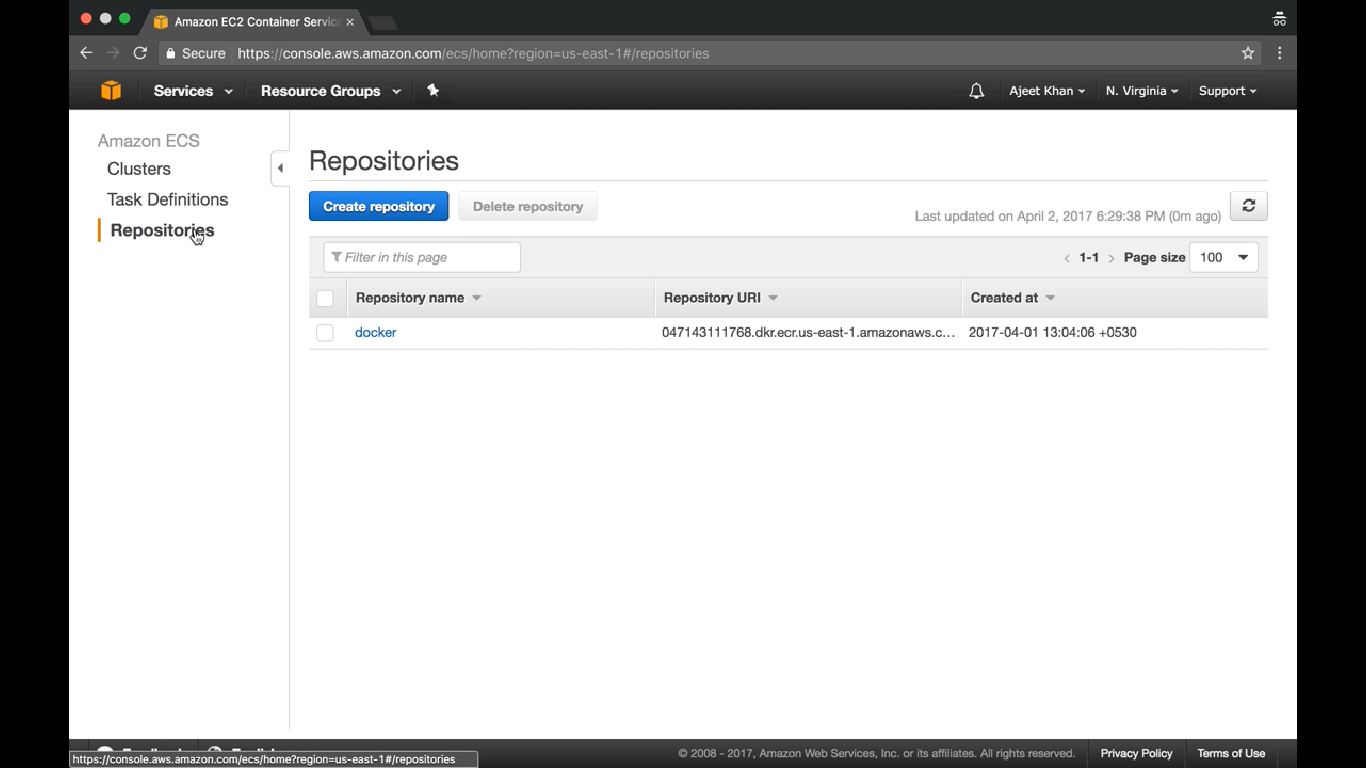 Amazon EC2 Container Servic
Secure https://console.aws.amazon.com/ecs/home?region=us-east-1#/repositories
Services Resource Groups Ajeet Khan N. Virginia Support
Amazon ECS
Clusters
Task Definitions
Repositories
Repositories
Create repository Delete repository
Last updated on April 2, 2017 6:29:38 PM (0m ago)
Filter in this page
1-1 Page size 100
Repository name Repository URI Created at
docker 047143111768.dkr.ecr.us-east-1.amazonaws.c... 2017-04-01 13:04:06 +0530
© 2008 - 2017, Amazon Web Services, Inc. or its affiliates. All rights reserved. Privacy Policy Terms of Use
https://console.aws.amazon.com/ecs/home?region=us-east-1#/repositories